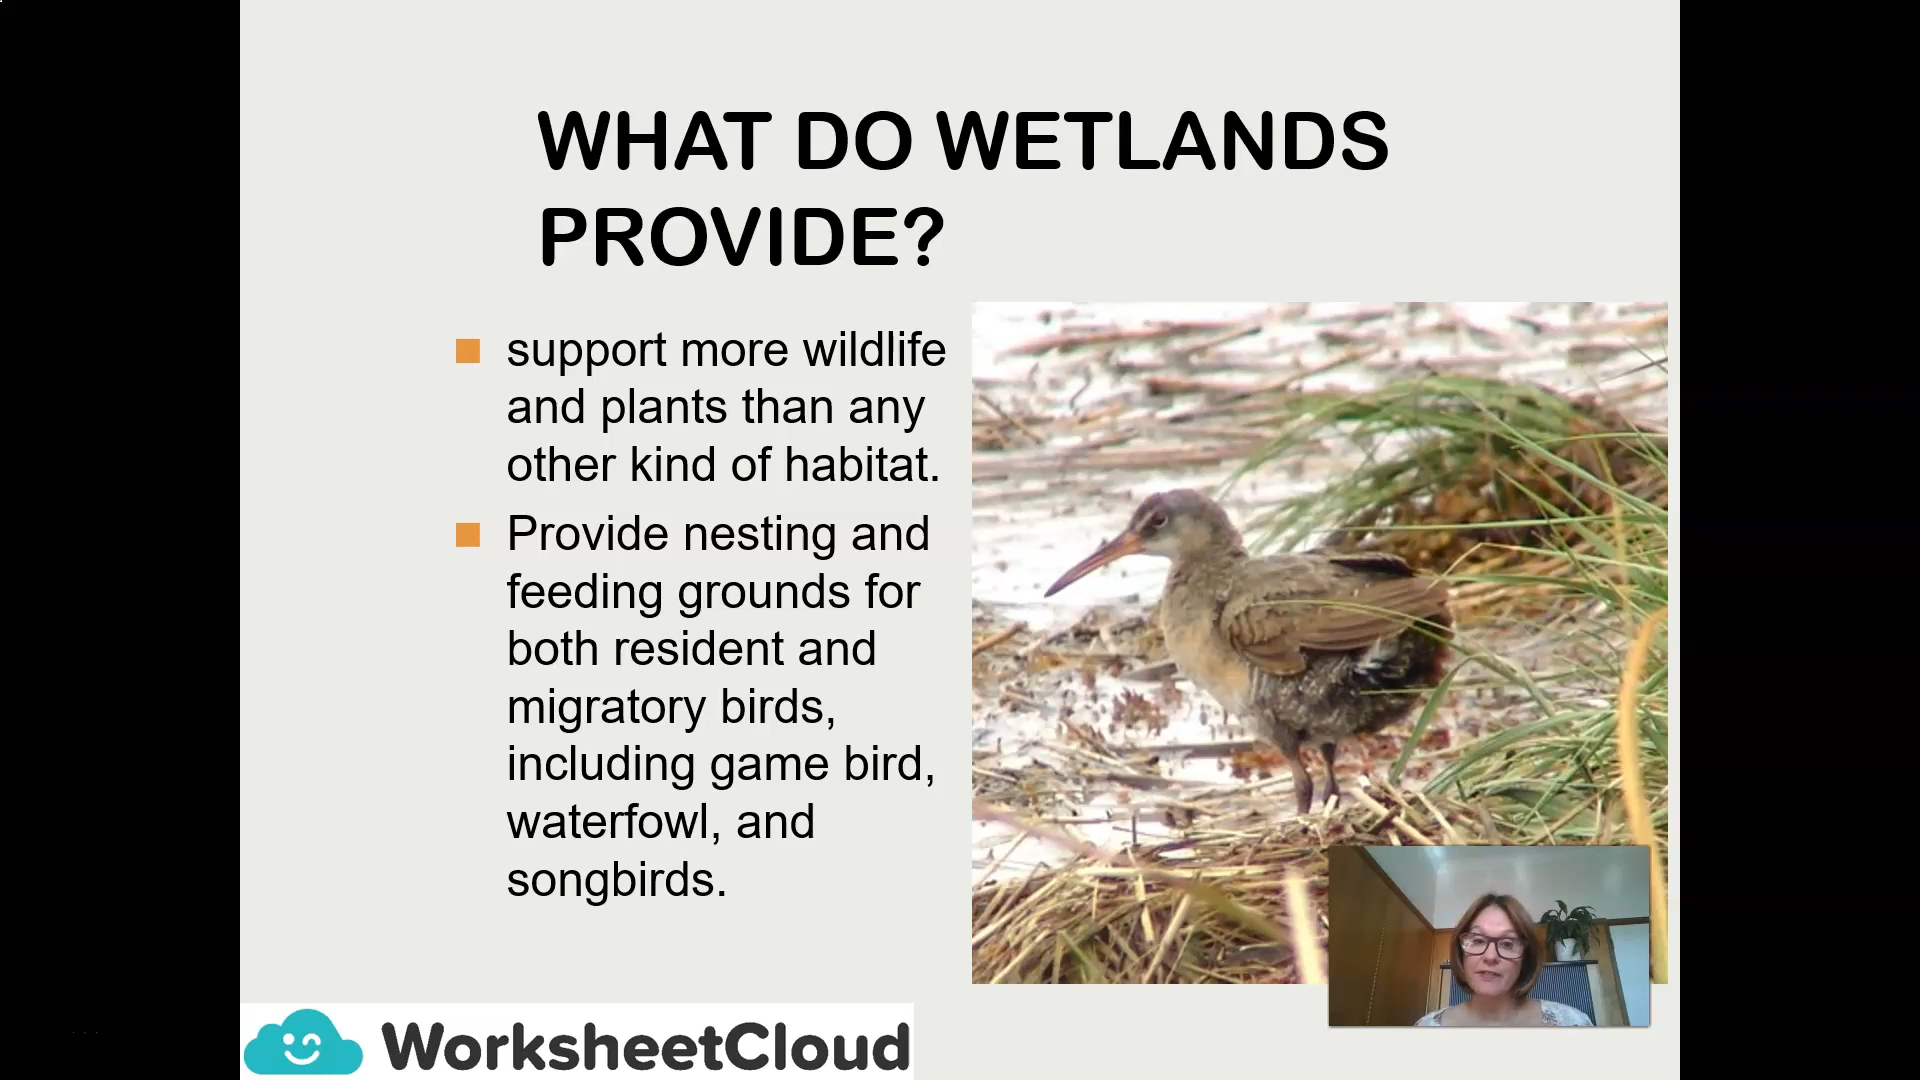 WHAT DO WETLANDS
PROVIDE?
support more wildlife
and plants than any
other kind of habitat.
Provide nesting and
feeding grounds for
both resident and
migratory birds,
including game bird,
waterfowl, and
songbirds.
WorksheetCloud